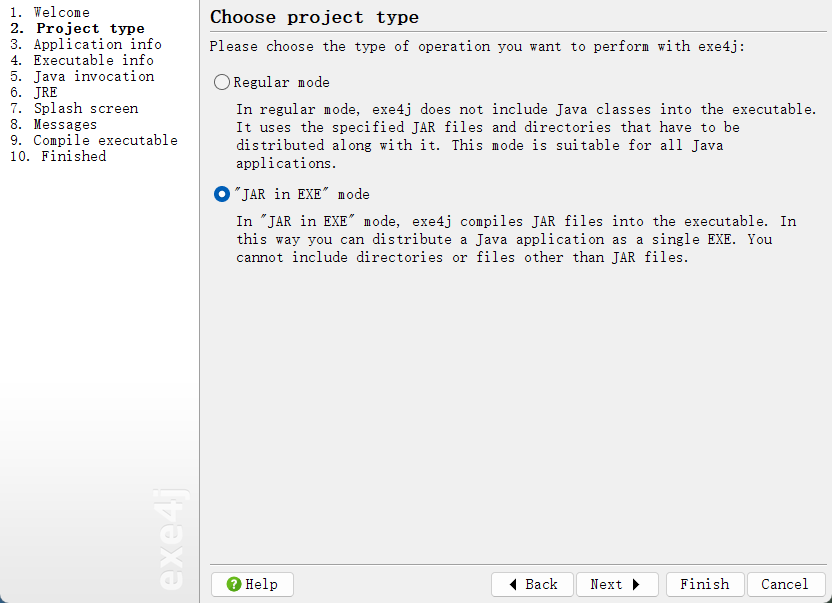 1. Welcome
2. Project type
3. Application info
4. Executable info
5. Java invocation
6. JRE
7. Splash screen
8. Messages
9. Compile executable
10. Finished
exe4j
Choose project type
Please choose the type of operation you want to perform with exe4j:
Regular mode
In regular mode, exe4j does not include Java classes into the executable.
It uses the specified JAR files and directories that have to be
distributed along with it. This mode is suitable for all Java
applications.
"JAR in EXE" mode
In "JAR in EXE" mode, exe4j compiles JAR files into the executable. In
this way you can distribute a Java application as a single EXE. You
cannot include directories or files other than JAR files.
? Help
Back
Next
Finish
Cancel